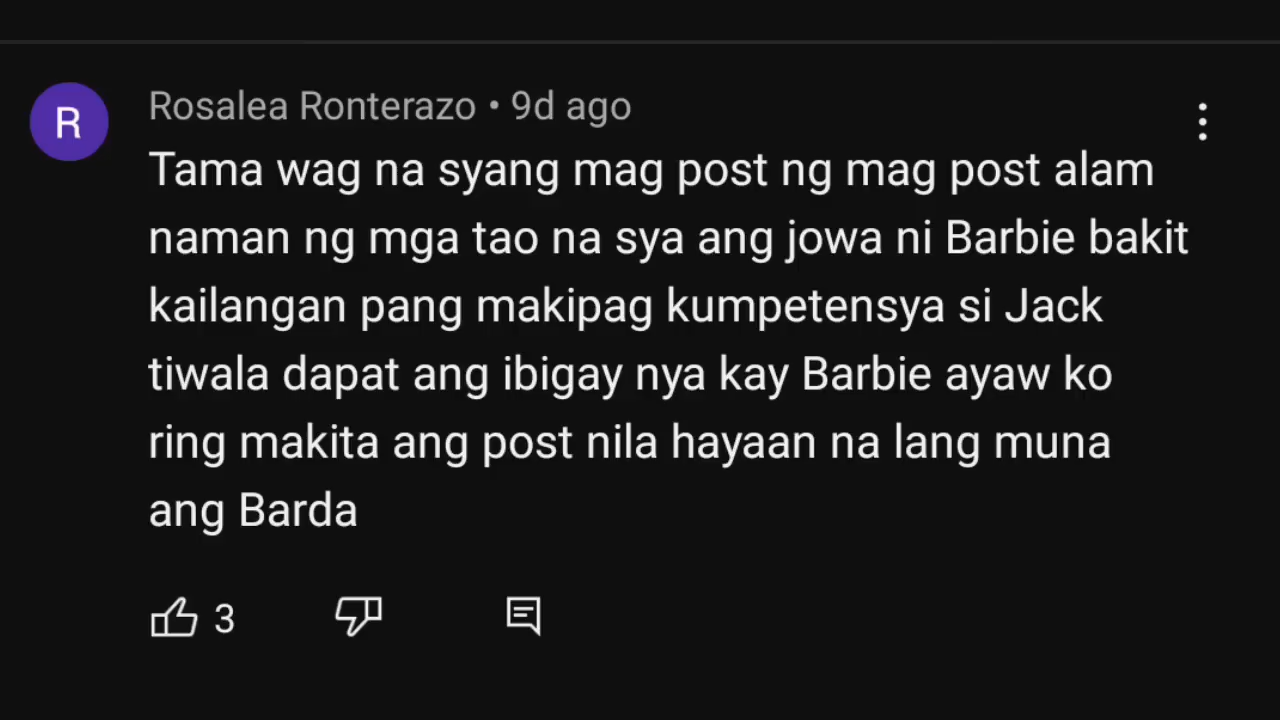 Rosalea Ronterazo • 9d ago
R
Tama wag na syang mag post ng mag post alam
naman ng mga tao na sya ang jowa ni Barbie bakit
kailangan pang makipag kumpetensya si Jack
tiwala dapat ang ibigay nya kay Barbie ayaw ko
ring makita ang post nila hayaan na lang muna
ang Barda
3